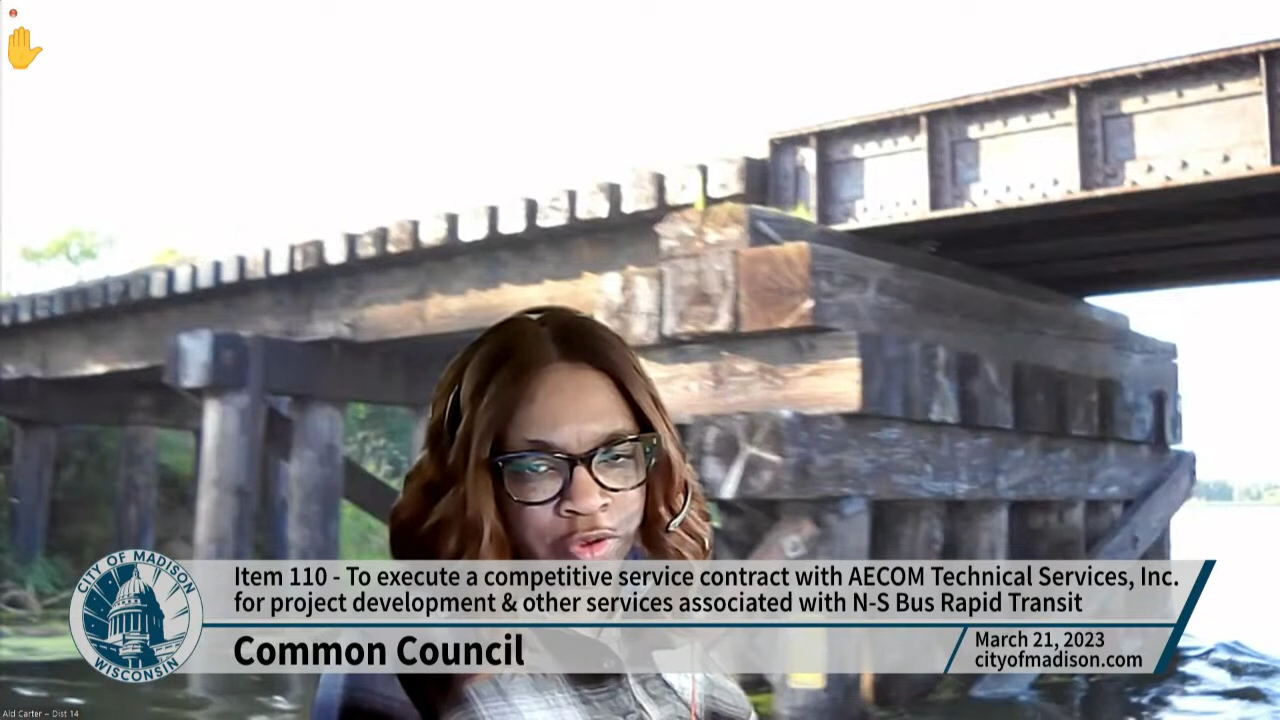 Item 110 - To execute a competitive service contract with AECOM Technical Services, Inc.
for project development & other services associated with N-S Bus Rapid Transit
Common Council
March 21, 2023
cityofmadison.com
CITY OF MADISON
WISCONSIN
Ald Carter – Dist 14